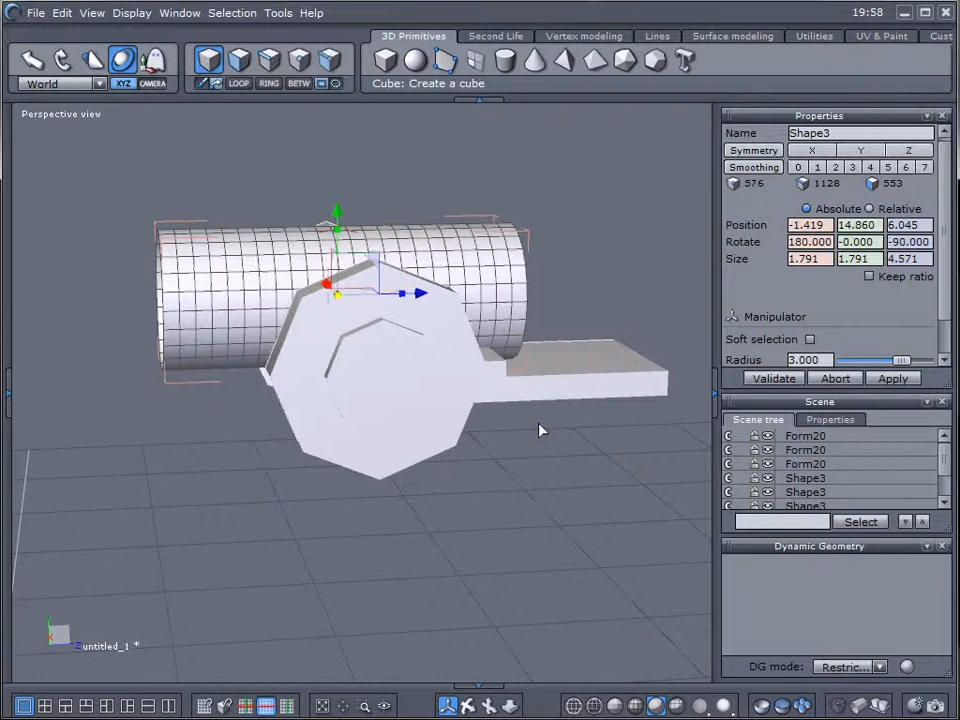 File Edit View Display Window Selection Tools Help 19:58
3D Primitives Second Life Vertex modeling Lines Surface modeling Utilities UV & Paint Cust
World XYZ CAMERA LOOP RING BETW Cube: Create a cube
Perspective view
Properties
Name Shape3
Symmetry X Y Z
Smoothing 0 1 2 3 4 5 6 7
576 1128 553
Absolute Relative
Position -1.419 14.860 6.045
Rotate 180.000 -0.000 -90.000
Size 1.791 1.791 4.571
Keep ratio
Manipulator
Soft selection
Radius 3.000
Validate Abort Apply
Scene
Scene tree Properties
Form20
Form20
Form20
Shape3
Shape3
Shape3
Select
Dynamic Geometry
Y
X Z untitled_1 *
DG mode: Restric...